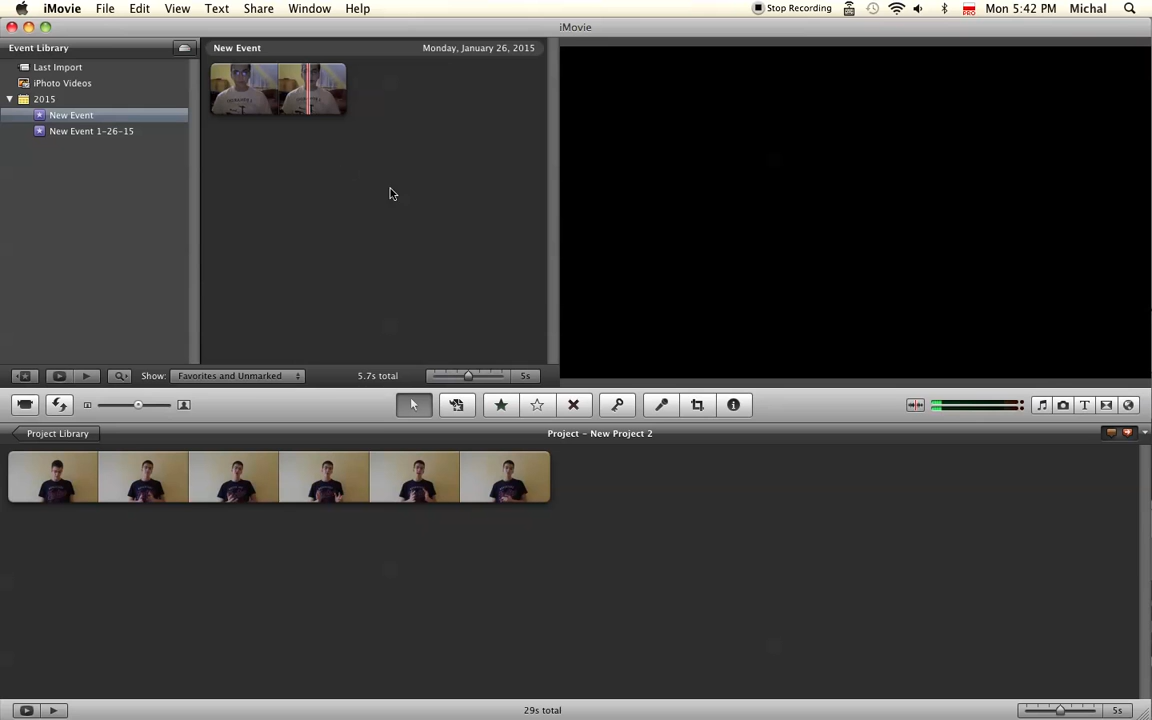 iMovie File Edit View Text Share Window Help Stop Recording Mon 5:42 PM Michal
iMovie
Event Library New Event Monday, January 26, 2015
Last Import
iPhoto Videos
2015
New Event
New Event 1-26-15
Show: Favorites and Unmarked 5.7s total 5s
Project Library Project - New Project 2
29s total 5s